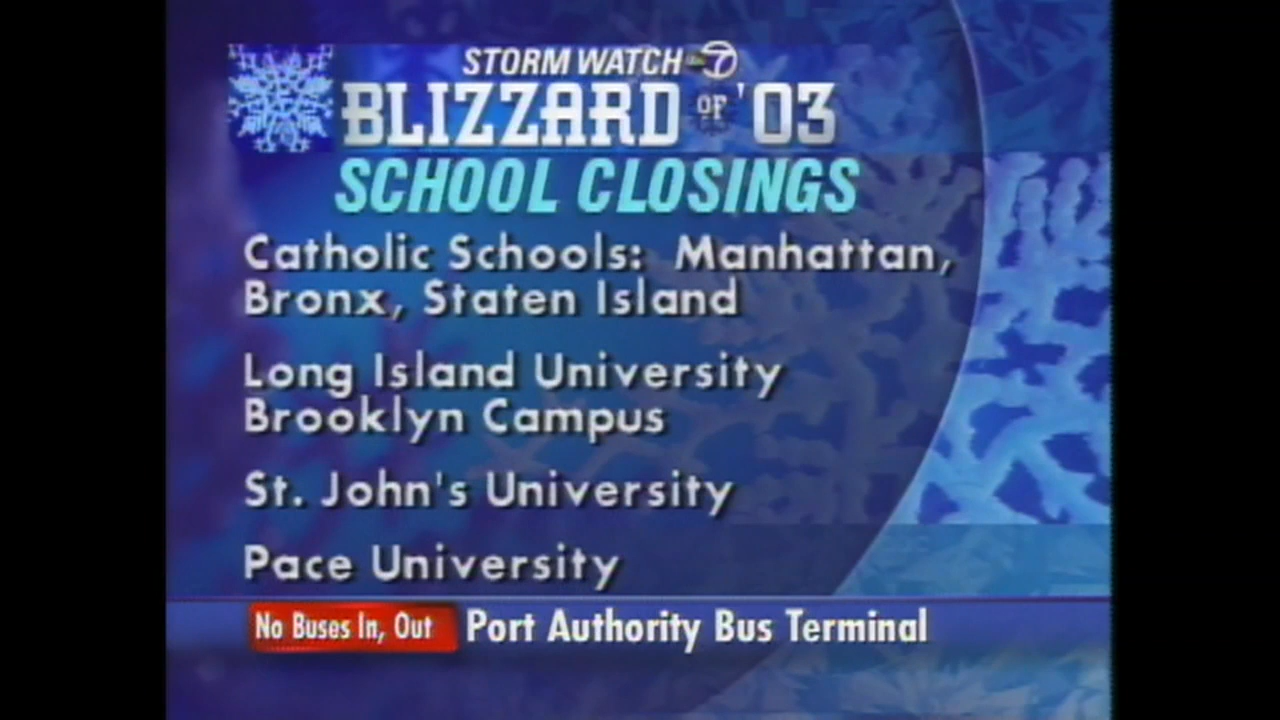 STORM WATCH 7
BLIZZARD OF '03
SCHOOL CLOSINGS
Catholic Schools: Manhattan,
Bronx, Staten Island
Long Island University
Brooklyn Campus
St. John's University
Pace University
No Buses In, Out Port Authority Bus Terminal